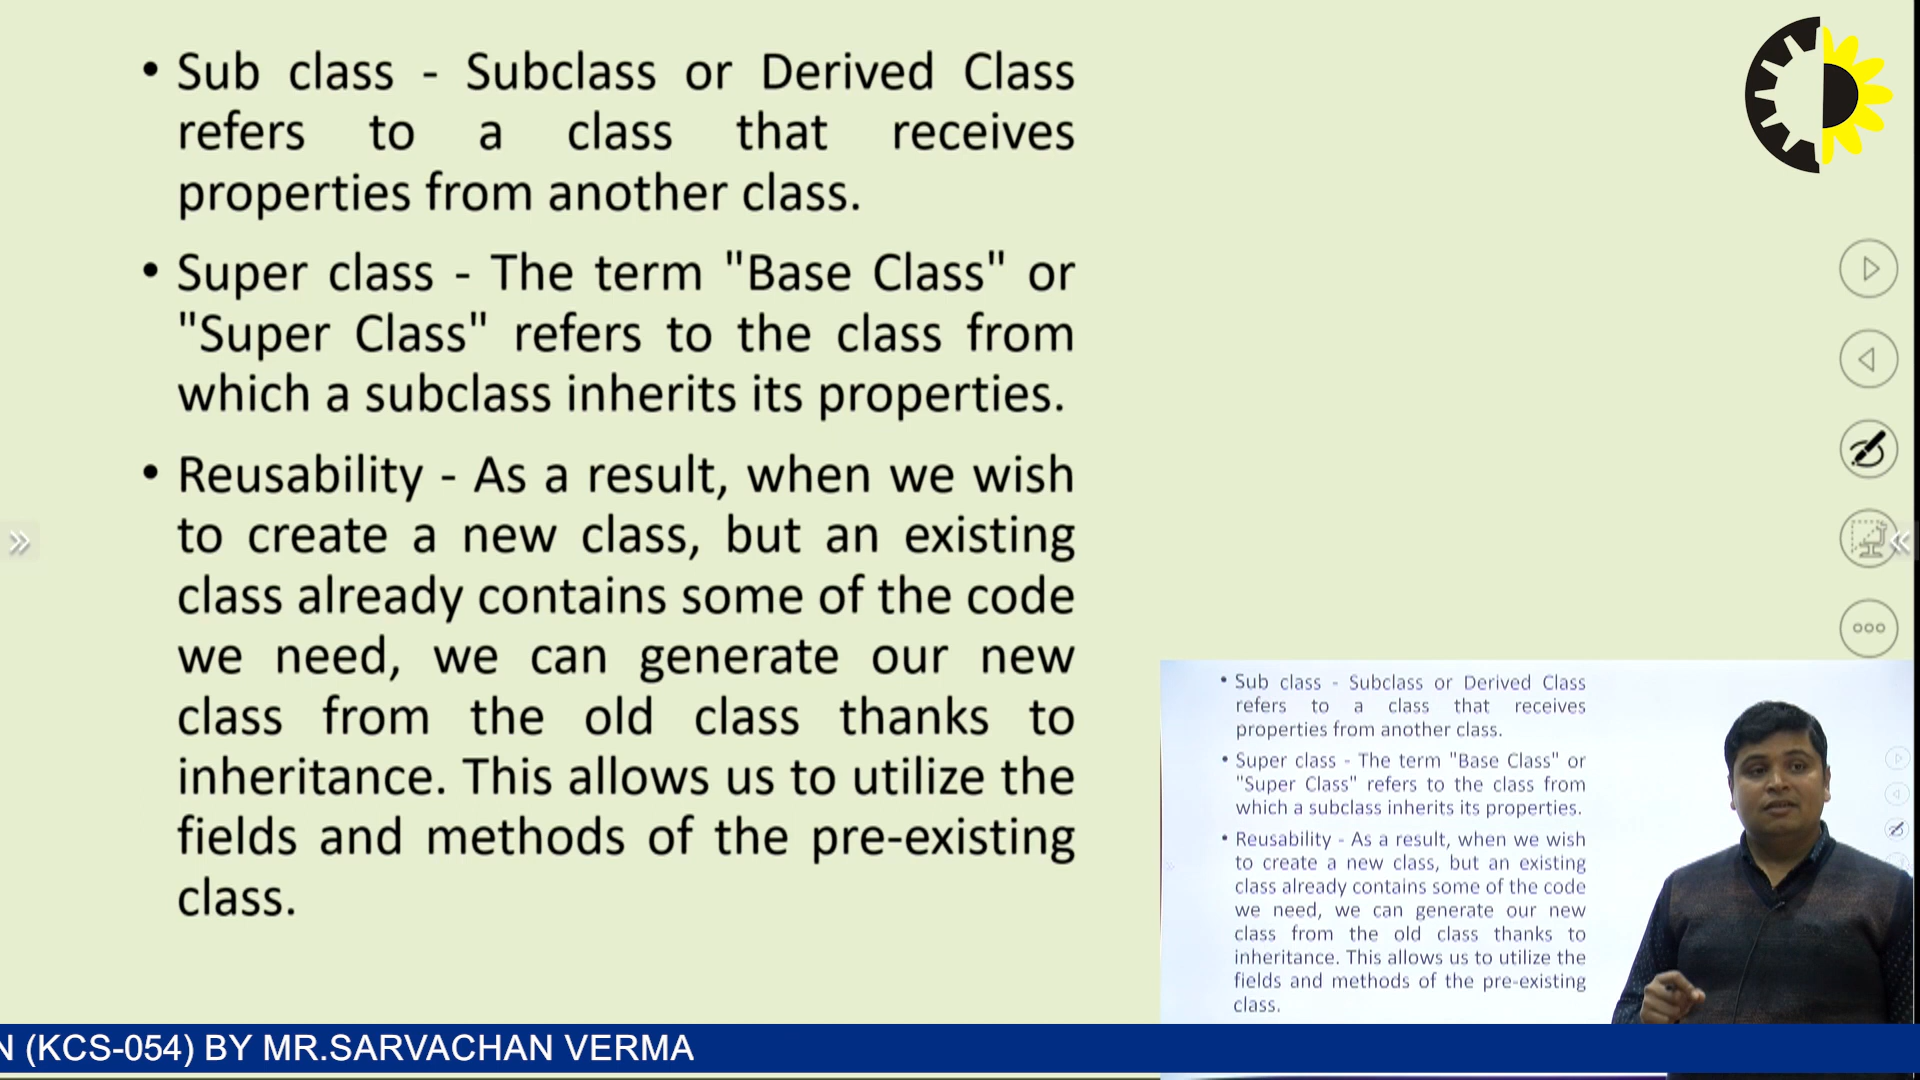 • Sub class - Subclass or Derived Class
refers to a class that receives
properties from another class.
• Super class - The term "Base Class" or
"Super Class" refers to the class from
which a subclass inherits its properties.
• Reusability - As a result, when we wish
to create a new class, but an existing
class already contains some of the code
we need, we can generate our new
class from the old class thanks to
inheritance. This allows us to utilize the
fields and methods of the pre-existing
class.
• Sub class - Subclass or Derived Class
refers to a class that receives
properties from another class.
• Super class - The term "Base Class" or
"Super Class" refers to the class from
which a subclass inherits its properties.
• Reusability - As a result, when we wish
to create a new class, but an existing
class already contains some of the code
we need, we can generate our new
class from the old class thanks to
inheritance. This allows us to utilize the
fields and methods of the pre-existing
class.
N (KCS-054) BY MR.SARVACHAN VERMA